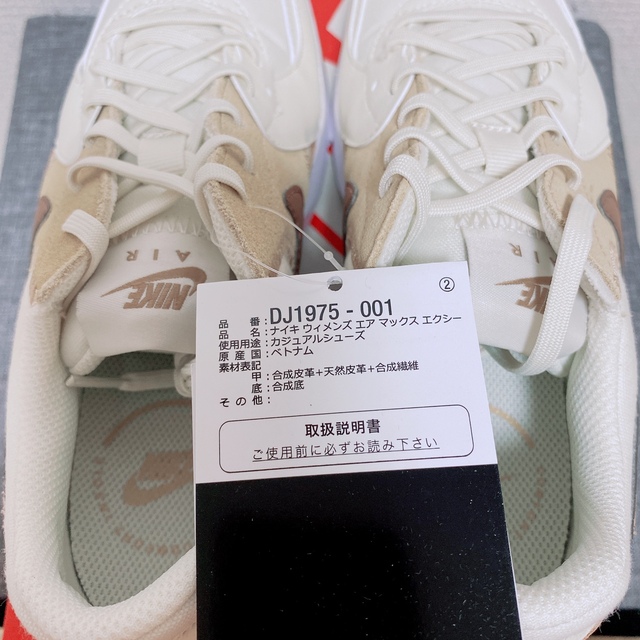 AIR
NIKE
AIR
NIKE
②
品番:DJ1975-001
品名:ナイキ ウィメンズ エア マックス エクシー
使用用途:カジュアルシューズ
原産国:ベトナム
素材表記
甲:合成皮革+天然皮革+合成繊維
底:合成底
その他:
取扱説明書
ご使用前に必ずお読み下さい